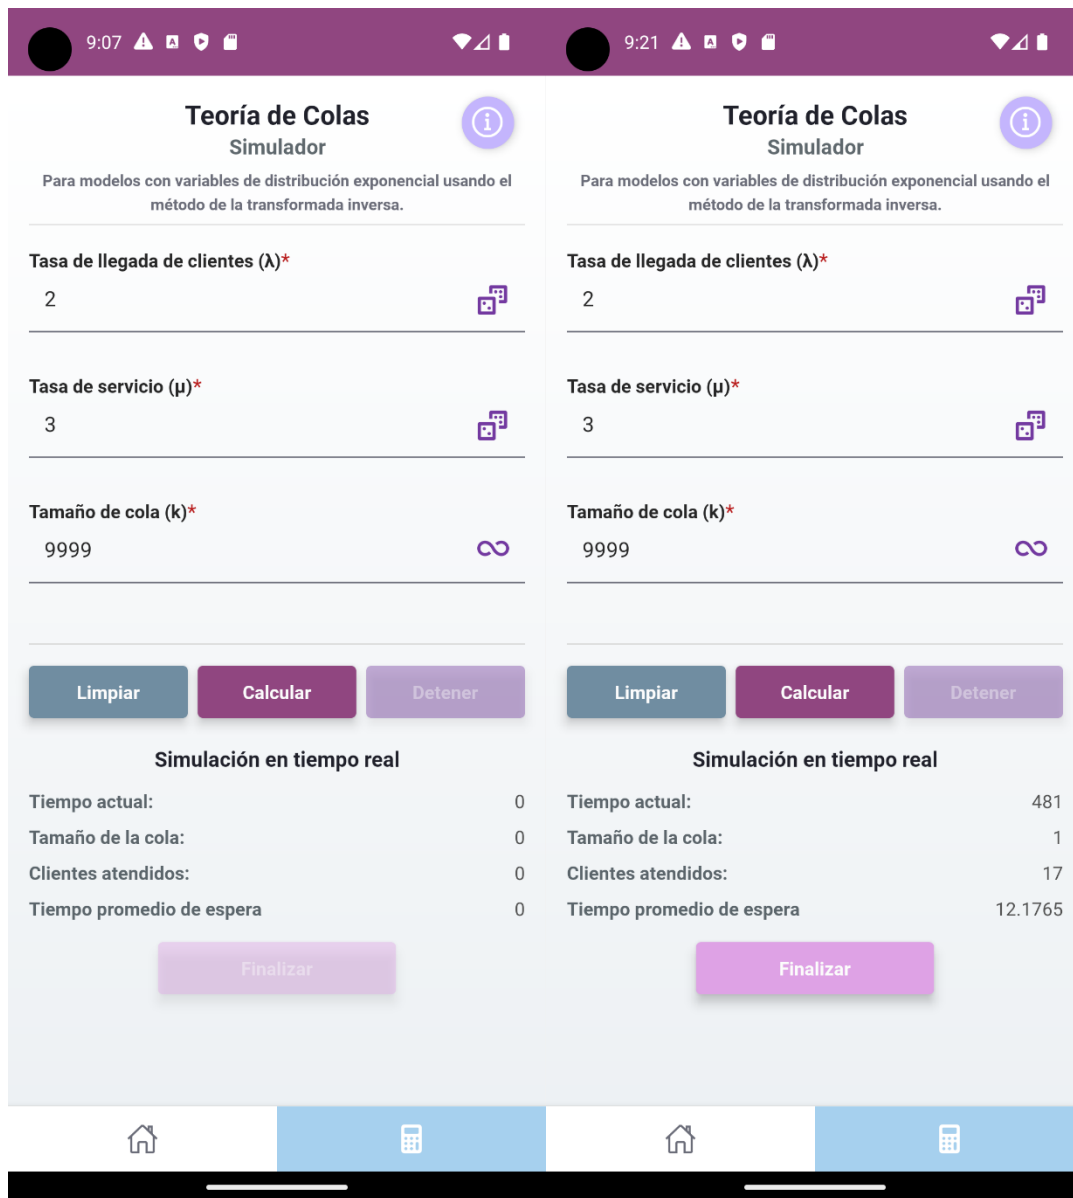 9:07
Teoría de Colas
Simulador
Para modelos con variables de distribución exponencial usando el
método de la transformada inversa.
Tasa de llegada de clientes (λ)*
2
Tasa de servicio (μ)*
3
Tamaño de cola (k)*
9999
Limpiar
Calcular
Detener
Simulación en tiempo real
Tiempo actual: 0
Tamaño de la cola: 0
Clientes atendidos: 0
Tiempo promedio de espera 0
Finalizar
9:21
Teoría de Colas
Simulador
Para modelos con variables de distribución exponencial usando el
método de la transformada inversa.
Tasa de llegada de clientes (λ)*
2
Tasa de servicio (μ)*
3
Tamaño de cola (k)*
9999
Limpiar
Calcular
Detener
Simulación en tiempo real
Tiempo actual: 481
Tamaño de la cola: 1
Clientes atendidos: 17
Tiempo promedio de espera 12.1765
Finalizar